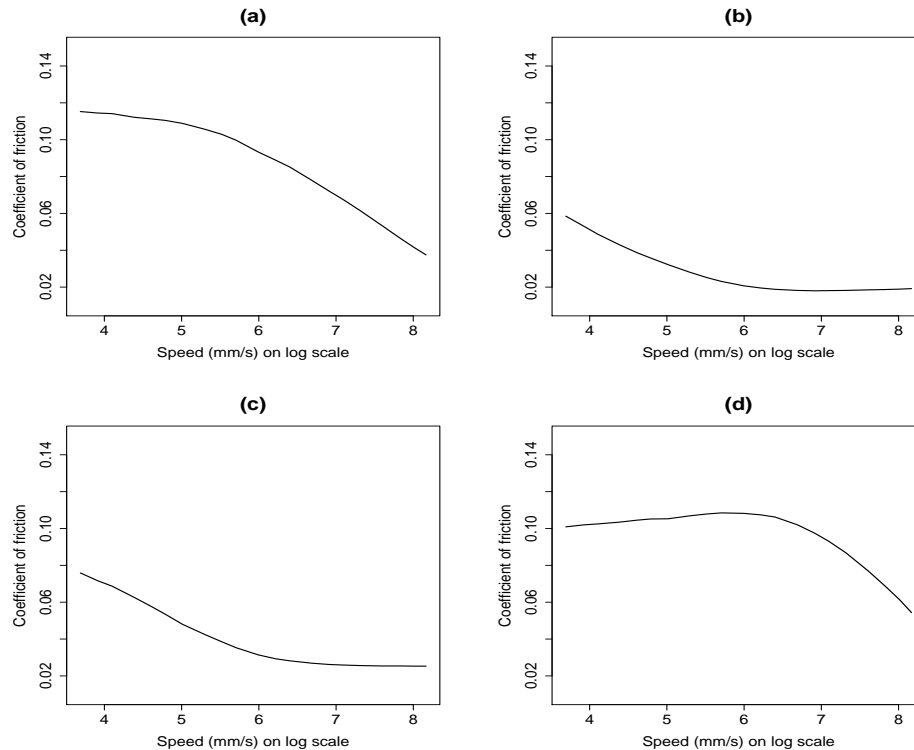 (a)
Coefficient of friction
0.02 0.06 0.10 0.14
4 5 6 7 8
Speed (mm/s) on log scale
(b)
Coefficient of friction
0.02 0.06 0.10 0.14
4 5 6 7 8
Speed (mm/s) on log scale
(c)
Coefficient of friction
0.02 0.06 0.10 0.14
4 5 6 7 8
Speed (mm/s) on log scale
(d)
Coefficient of friction
0.02 0.06 0.10 0.14
4 5 6 7 8
Speed (mm/s) on log scale